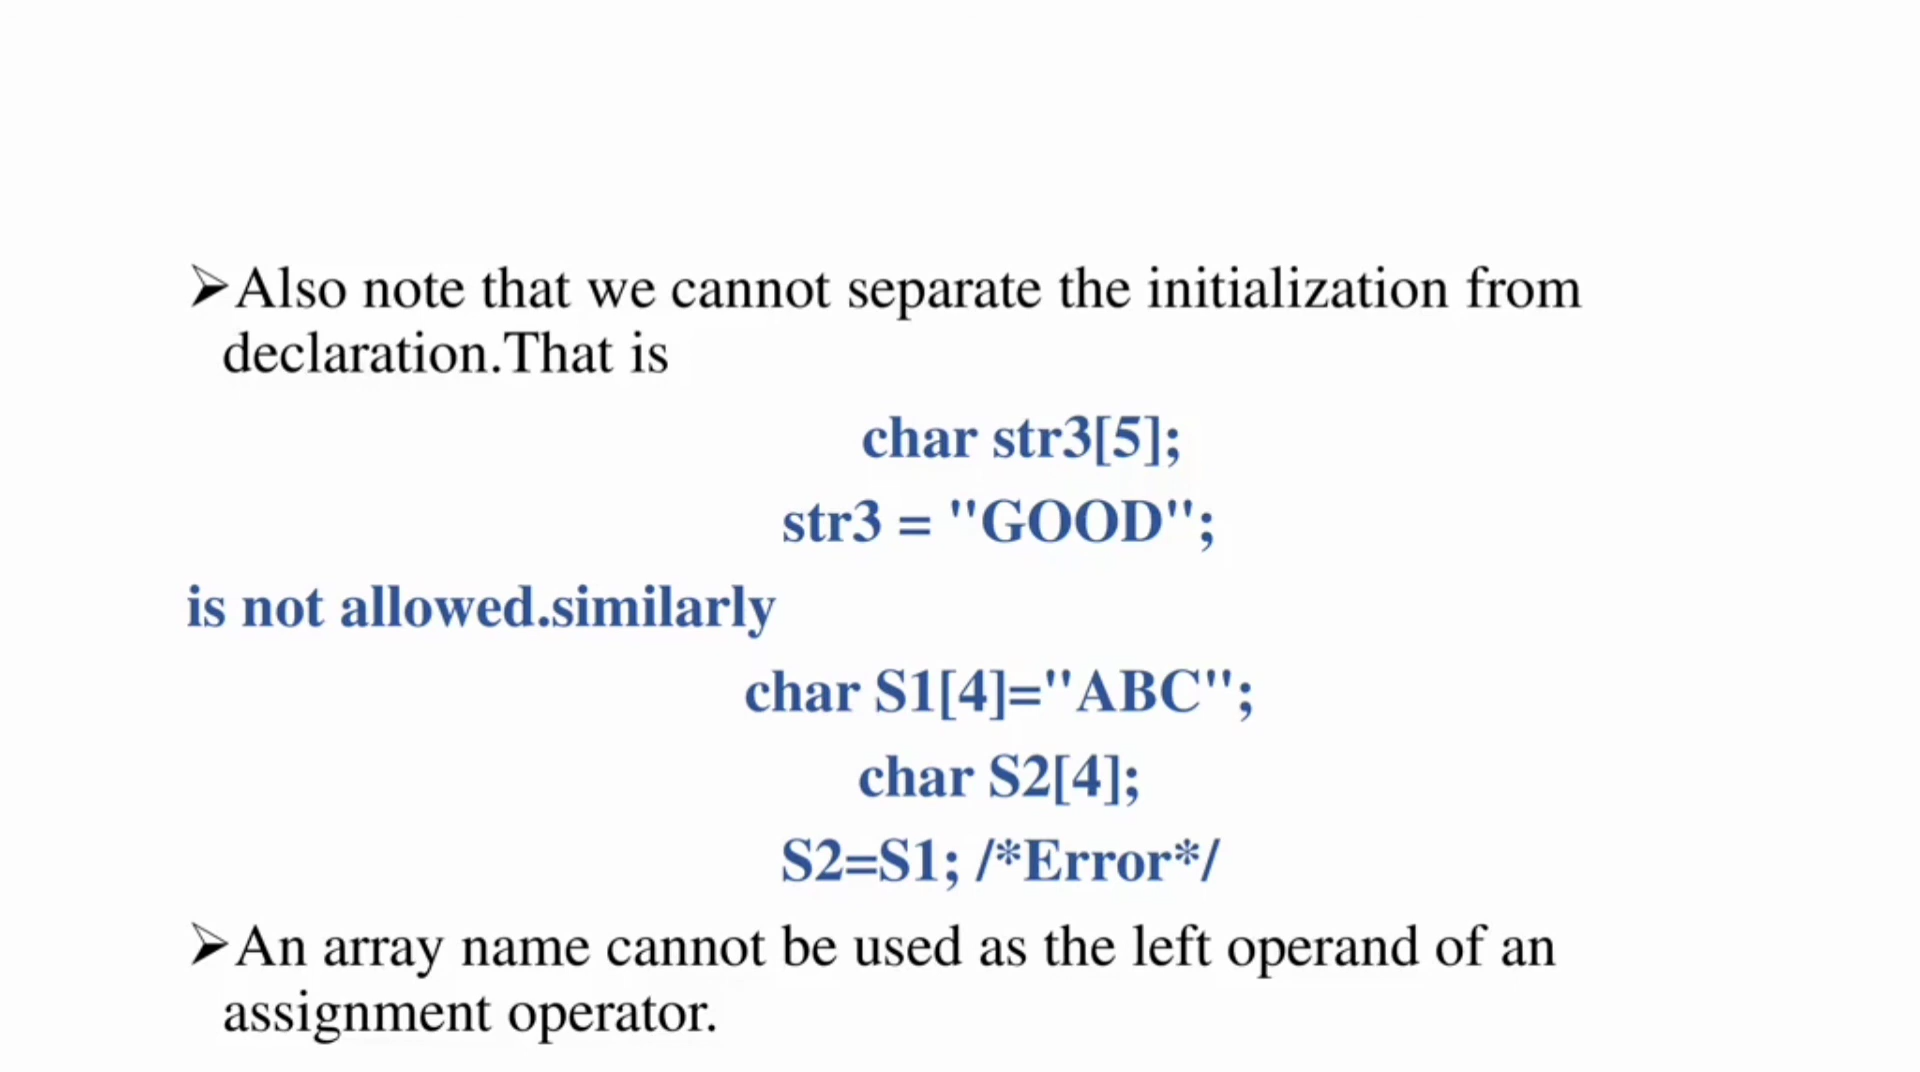 ➢Also note that we cannot separate the initialization from
declaration.That is
char str3[5];
str3 = "GOOD";
is not allowed.similarly
char S1[4]="ABC";
char S2[4];
S2=S1; /*Error*/
➢An array name cannot be used as the left operand of an
assignment operator.